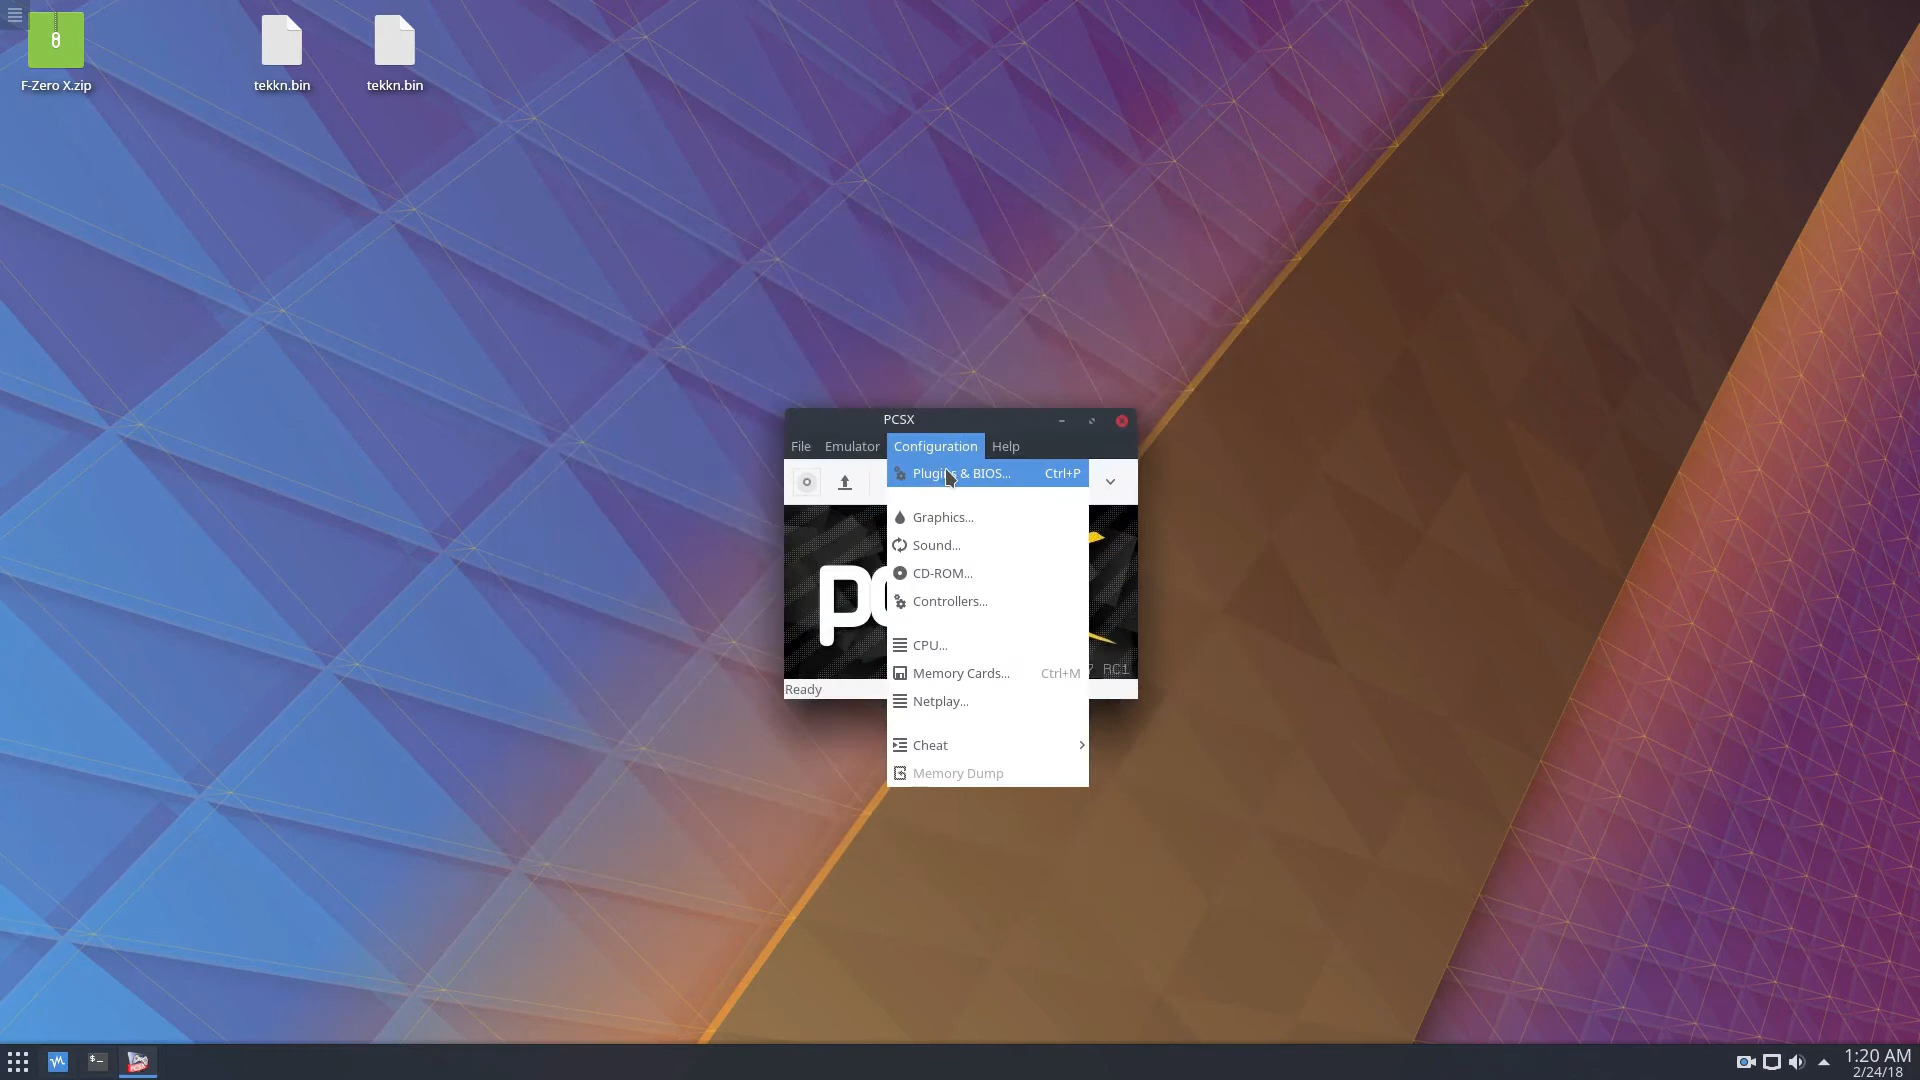 F-Zero X.zip
tekkn.bin
tekkn.bin
PCSX
File Emulator Configuration Help
Plugins & BIOS... Ctrl+P
Graphics...
Sound...
CD-ROM...
Controllers...
CPU...
Memory Cards... Ctrl+M
Netplay...
Cheat
Memory Dump
RC1
Ready
1:20 AM
2/24/18